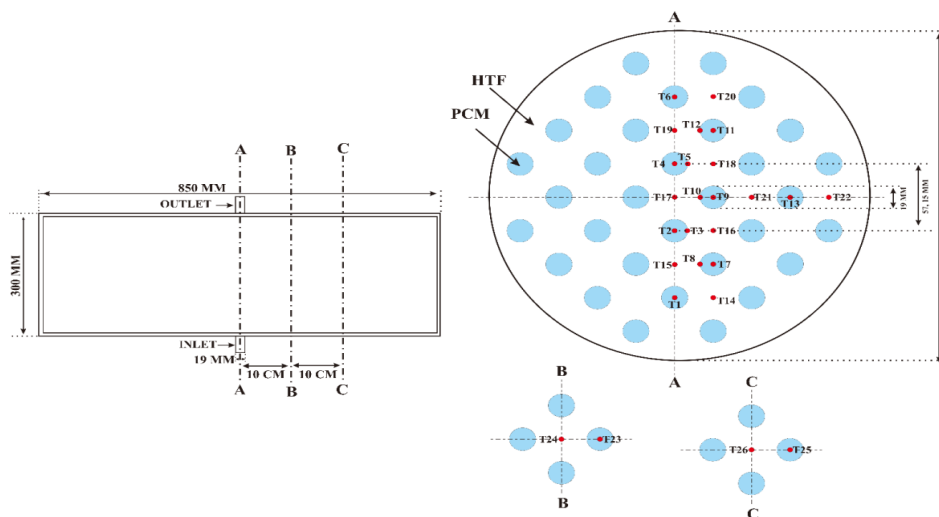 A
HTF
PCM
T6
T20
T19
T12
T11
T4
T5
T18
T17
T10
T9
T21
T13
T22
T2
T3
T16
T15
T8
T7
T1
T14
19 MM
57, 15 MM
A
A
B
C
850 MM
OUTLET
300 MM
INLET
19 MM
10 CM
10 CM
A
B
C
B
T24
T23
B
C
T26
T25
C